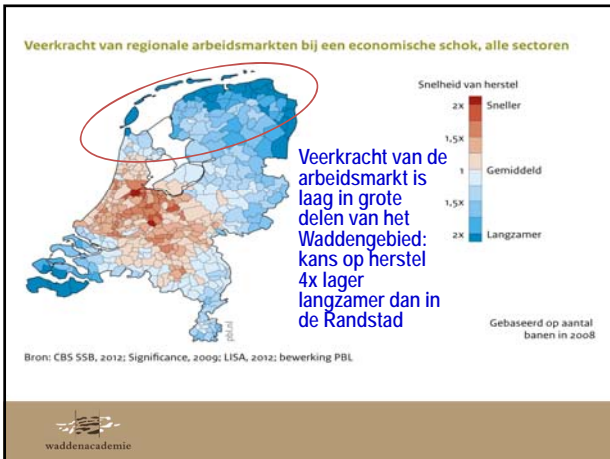 Veerkracht van regionale arbeidsmarkten bij een economische schok, alle sectoren
Snelheid van herstel
2x Sneller
1,5x
1 Gemiddeld
1,5x
2x Langzamer
Veerkracht van de
arbeidsmarkt is
laag in grote
delen van het
Waddengebied:
kans op herstel
4x lager
langzamer dan in
de Randstad
pbl.nl
Gebaseerd op aantal
banen in 2008
Bron: CBS SSB, 2012; Significance, 2009; LISA, 2012; bewerking PBL
waddenacademie